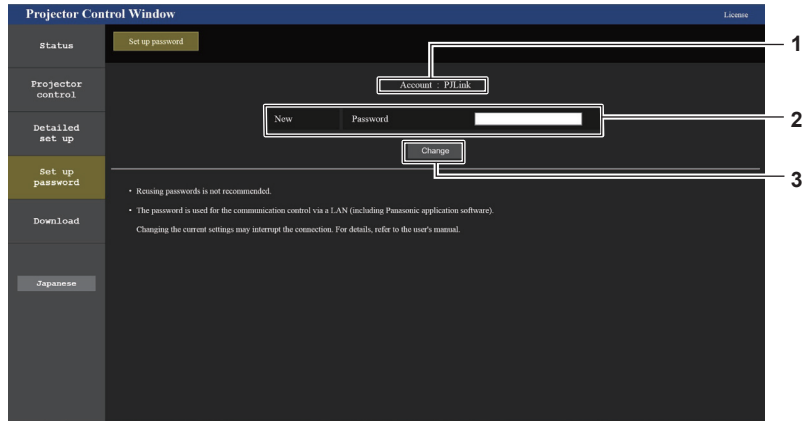 Projector Control Window
License
Status
Set up password
1
Projector
control
Account : PJLink
New Password
2
Detailed
set up
Change
3
Set up
password
• Reusing passwords is not recommended.
• The password is used for the communication control via a LAN (including Panasonic application software).
Changing the current settings may interrupt the connection. For details, refer to the user's manual.
Download
Japanese